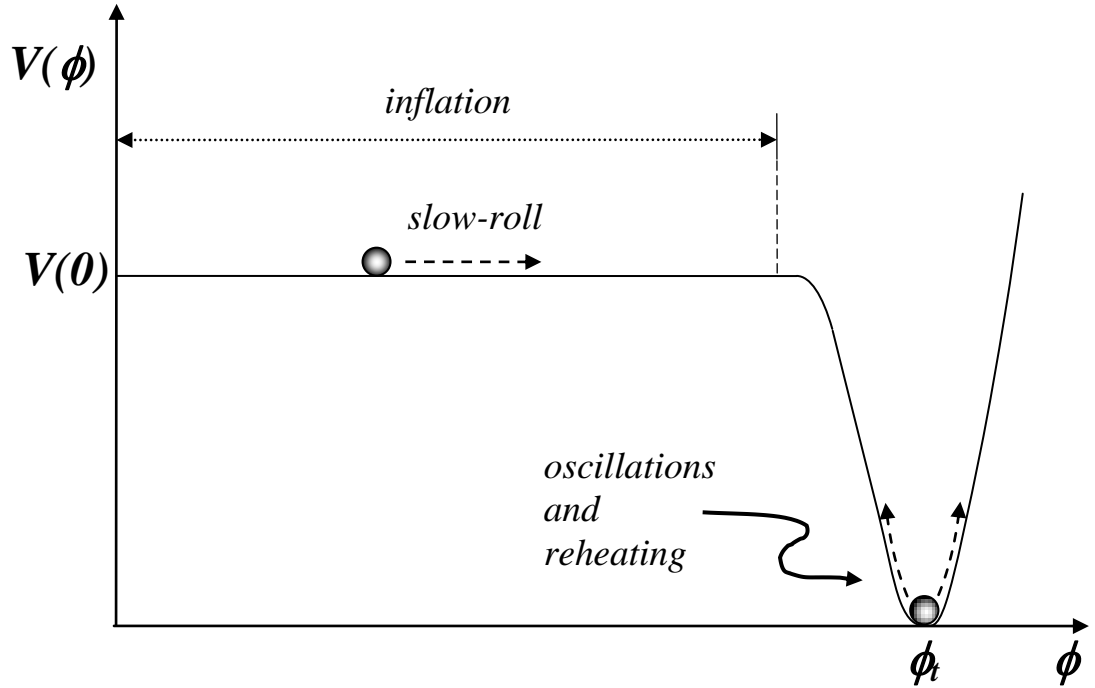 V(ϕ)
inflation
slow-roll
V(0)
oscillations
and
reheating
ϕt
ϕ